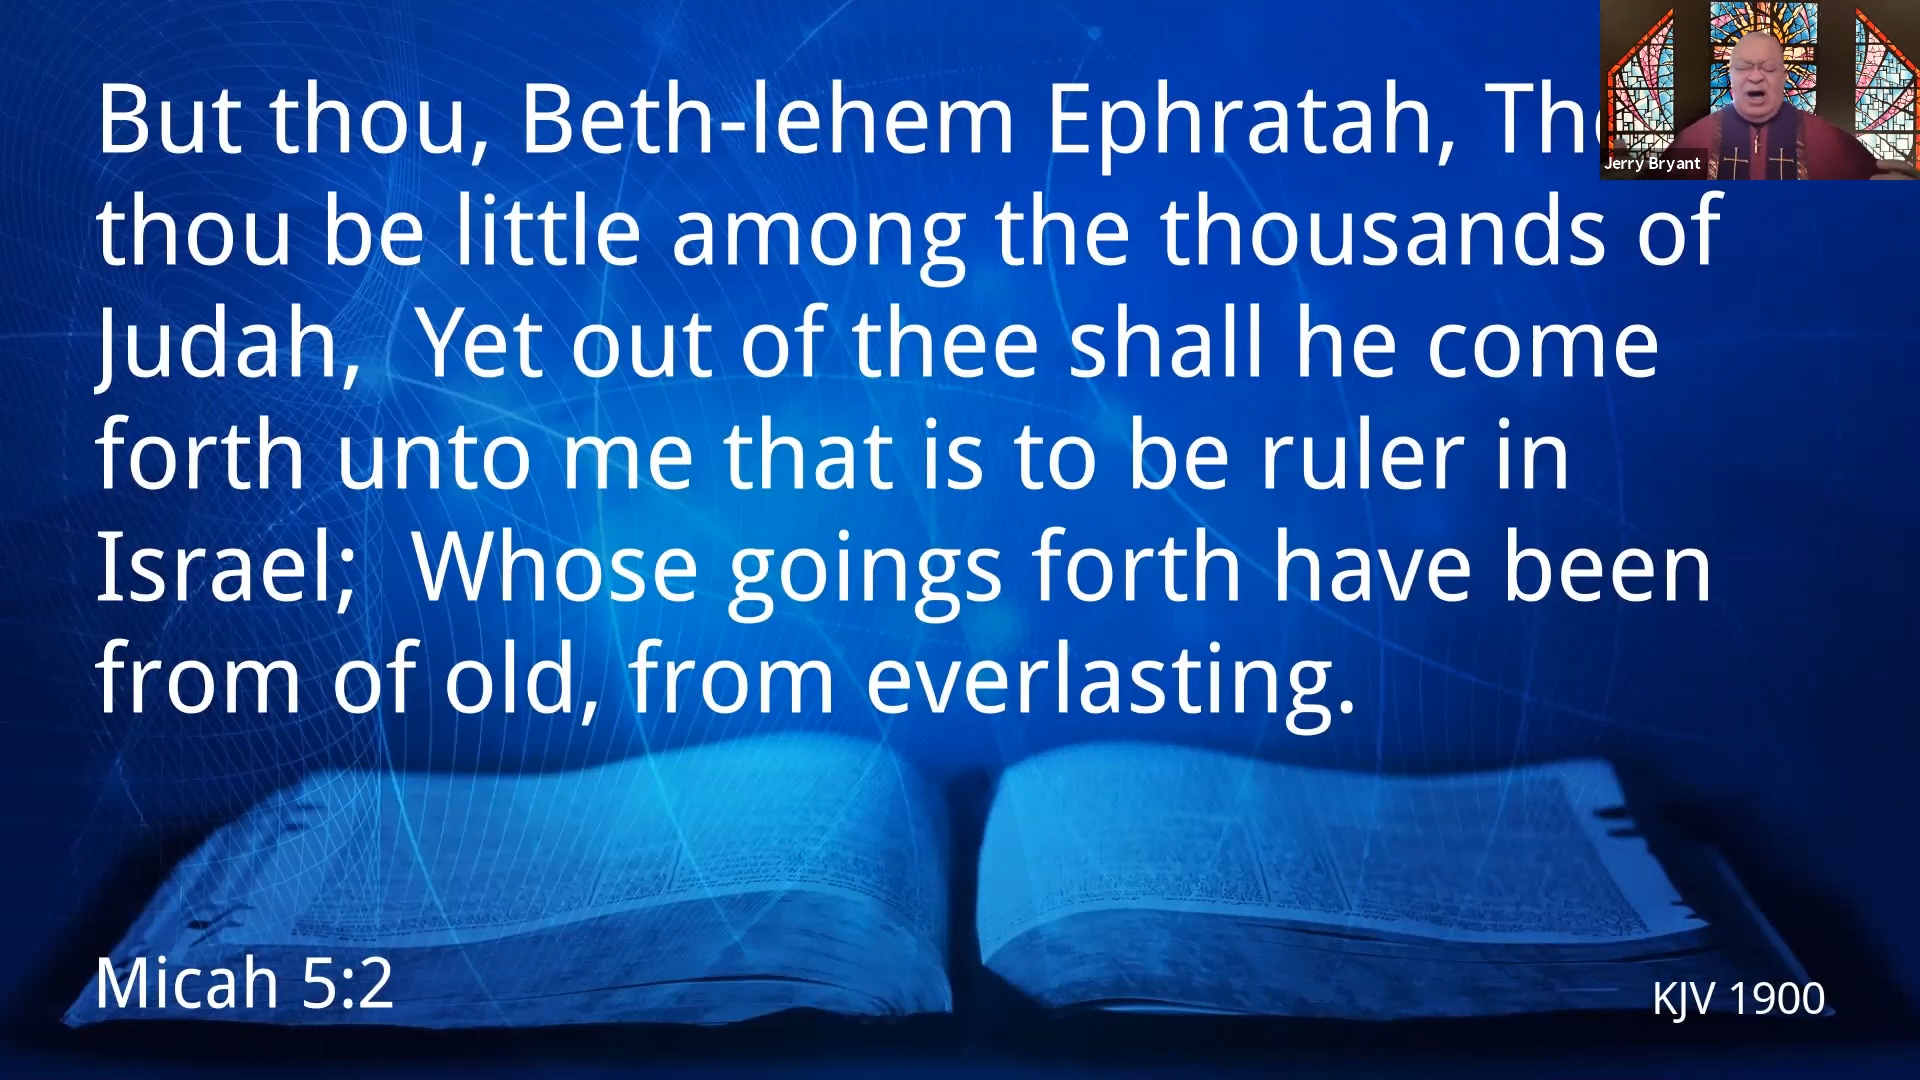 But thou, Beth-lehem Ephratah,
thou be little among the thousands of
Judah, Yet out of thee shall he come
forth unto me that is to be ruler in
Israel; Whose goings forth have been
from of old, from everlasting.
Micah 5:2
KJV 1900
Jerry Bryant